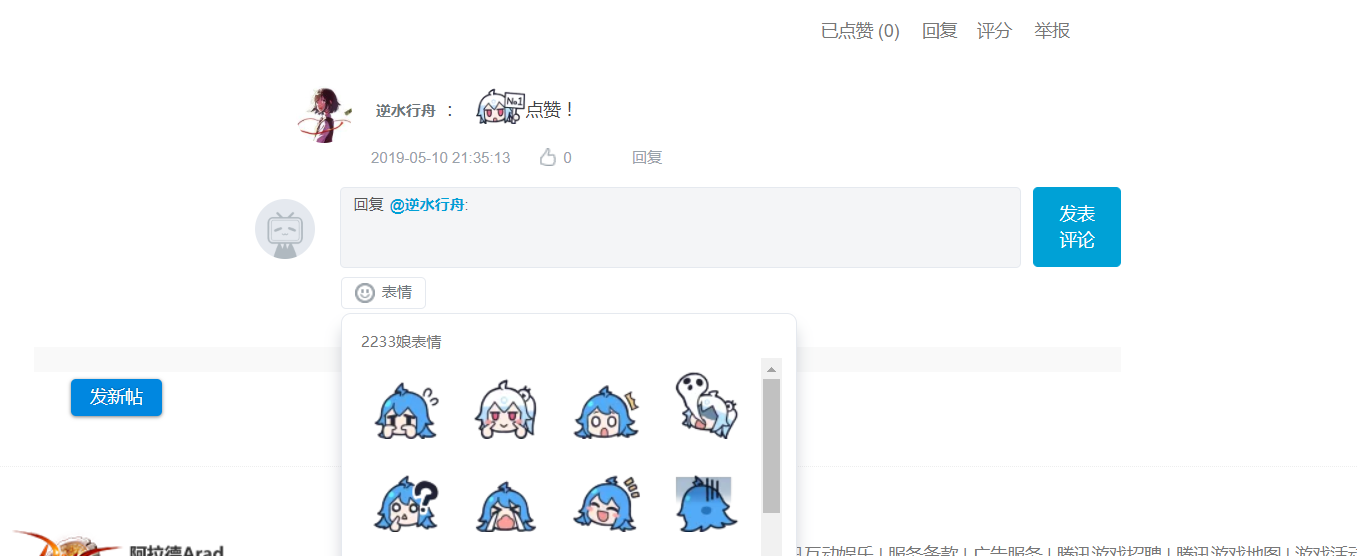 已点赞 (0) 回复 评分 举报
逆水行舟 ： No.1 点赞！
2019-05-10 21:35:13 0 回复
回复 @逆水行舟:
发表
评论
表情
2233娘表情
发新帖
阿拉德Arad
互动娱乐 | 服务条款 | 广告服务 | 腾讯游戏招聘 | 腾讯游戏地图 | 游戏活动